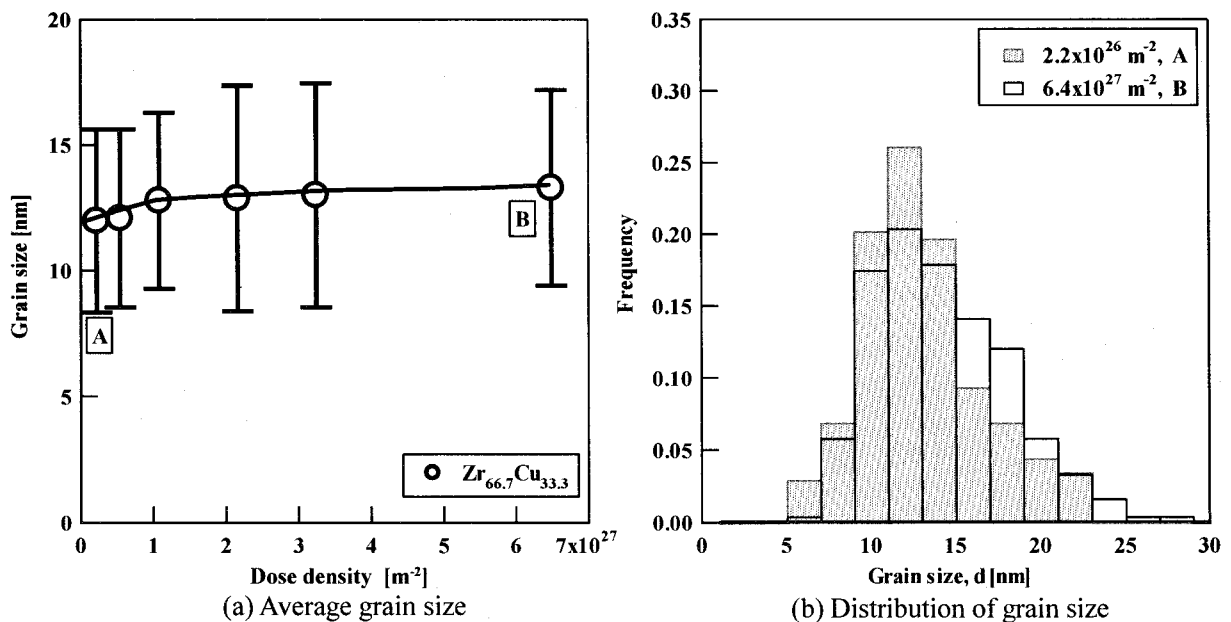 20
15
10
5
0
Grain size [nm]
A
B
Zr66.7Cu33.3
0 1 2 3 4 5 6 7x10^27
Dose density [m^-2]
(a) Average grain size
0.35
0.30
0.25
0.20
0.15
0.10
0.05
0.00
Frequency
2.2x10^26 m^-2, A
6.4x10^27 m^-2, B
0 5 10 15 20 25 30
Grain size, d [nm]
(b) Distribution of grain size